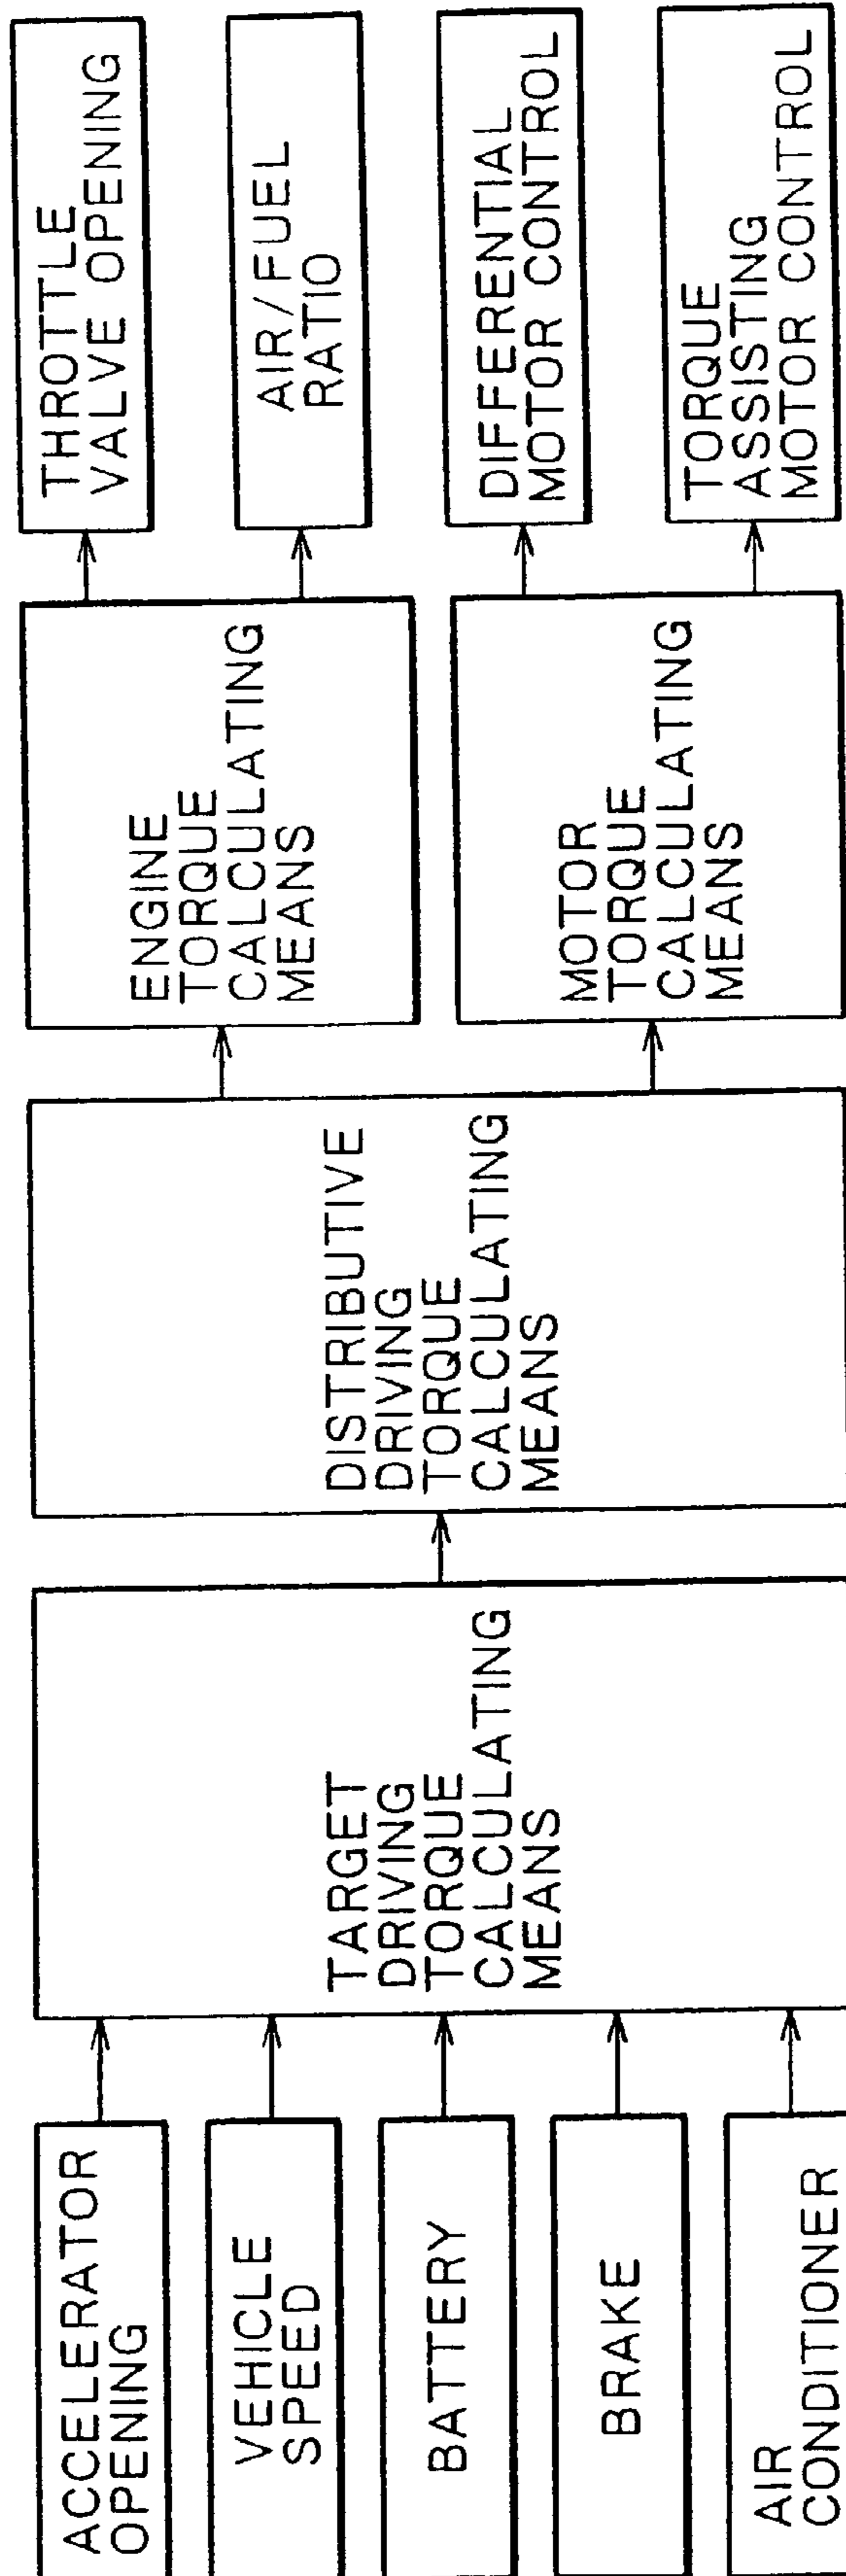 ACCELERATOR
OPENING
VEHICLE
SPEED
BATTERY
BRAKE
AIR
CONDITIONER
TARGET
DRIVING
TORQUE
CALCULATING
MEANS
DISTRIBUTIVE
DRIVING
TORQUE
CALCULATING
MEANS
ENGINE
TORQUE
CALCULATING
MEANS
MOTOR
TORQUE
CALCULATING
MEANS
THROTTLE
VALVE OPENING
AIR/FUEL
RATIO
DIFFERENTIAL
MOTOR CONTROL
TORQUE
ASSISTING
MOTOR CONTROL